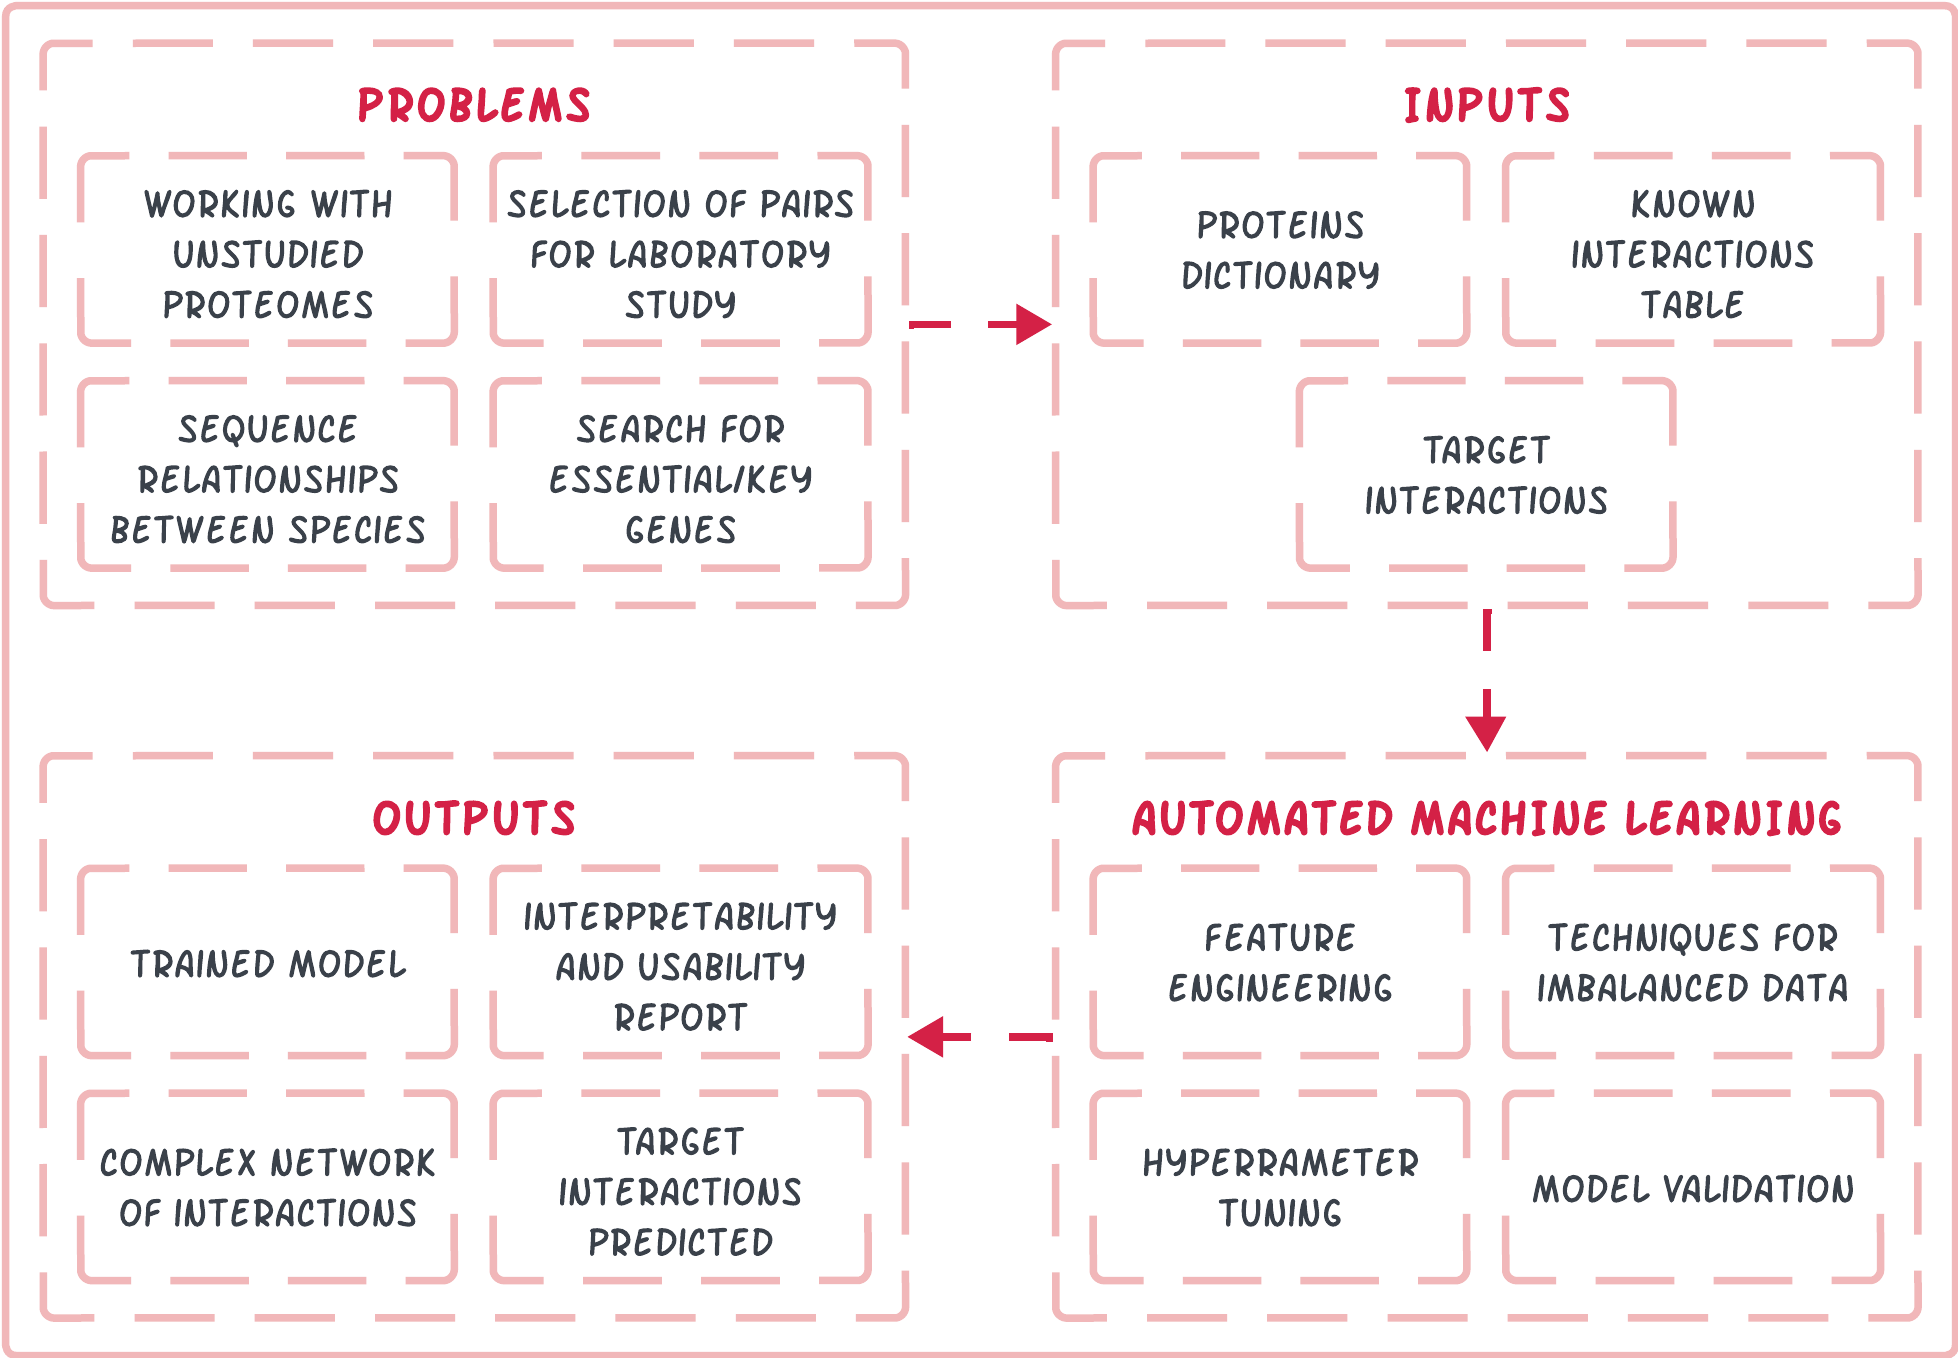 PROBLEMS
WORKING WITH
UNSTUDIED
PROTEOMES
SELECTION OF PAIRS
FOR LABORATORY
STUDY
SEQUENCE
RELATIONSHIPS
BETWEEN SPECIES
SEARCH FOR
ESSENTIAL/KEY
GENES
INPUTS
PROTEINS
DICTIONARY
KNOWN
INTERACTIONS
TABLE
TARGET
INTERACTIONS
AUTOMATED MACHINE LEARNING
FEATURE
ENGINEERING
TECHNIQUES FOR
IMBALANCED DATA
HYPERRAMETER
TUNING
MODEL VALIDATION
OUTPUTS
TRAINED MODEL
INTERPRETABILITY
AND USABILITY
REPORT
COMPLEX NETWORK
OF INTERACTIONS
TARGET
INTERACTIONS
PREDICTED